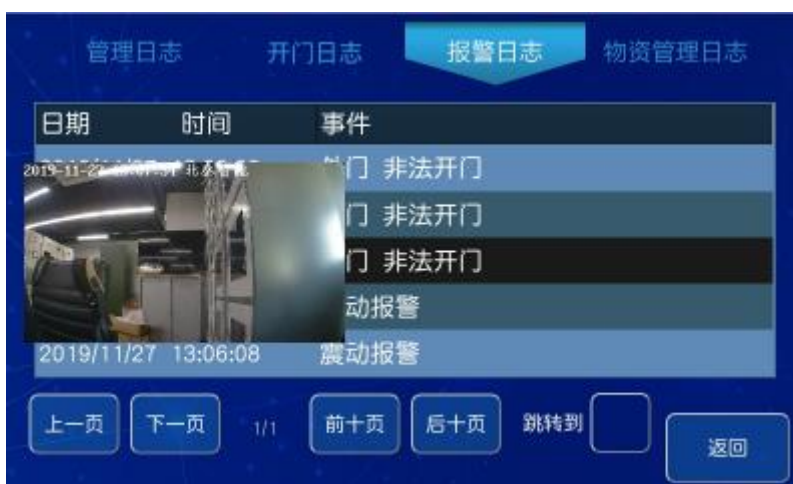 管理日志 开门日志 报警日志 物资管理日志
日期 时间 事件
门 非法开门
门 非法开门
门 非法开门
动报警
2019/11/27 13:06:08 震动报警
上一页 下一页 1/1 前十页 后十页 跳转到
返回